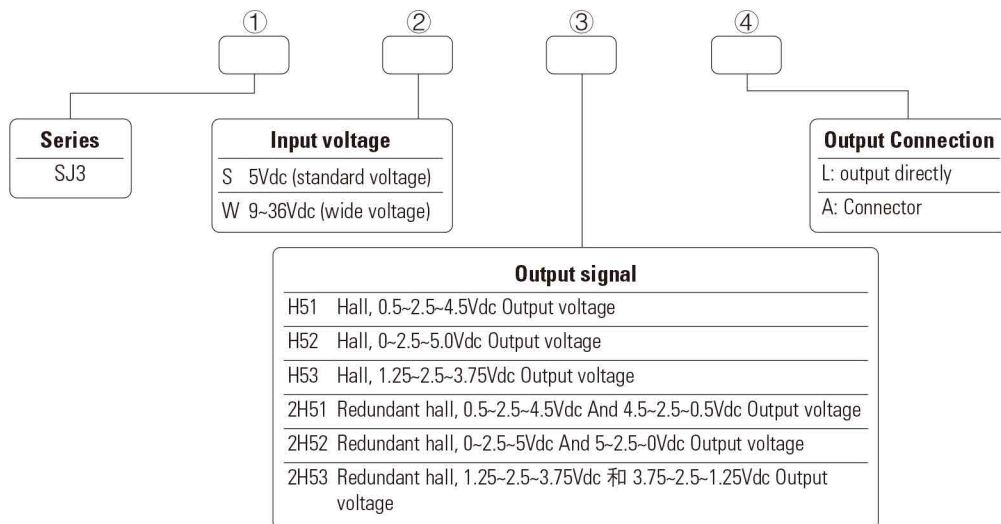 ① ② ③ ④
Series
SJ3
Input voltage
S 5Vdc (standard voltage)
W 9~36Vdc (wide voltage)
Output Connection
L: output directly
A: Connector
Output signal
H51 Hall, 0.5~2.5~4.5Vdc Output voltage
H52 Hall, 0~2.5~5.0Vdc Output voltage
H53 Hall, 1.25~2.5~3.75Vdc Output voltage
2H51 Redundant hall, 0.5~2.5~4.5Vdc And 4.5~2.5~0.5Vdc Output voltage
2H52 Redundant hall, 0~2.5~5Vdc And 5~2.5~0Vdc Output voltage
2H53 Redundant hall, 1.25~2.5~3.75Vdc 和 3.75~2.5~1.25Vdc Output
voltage